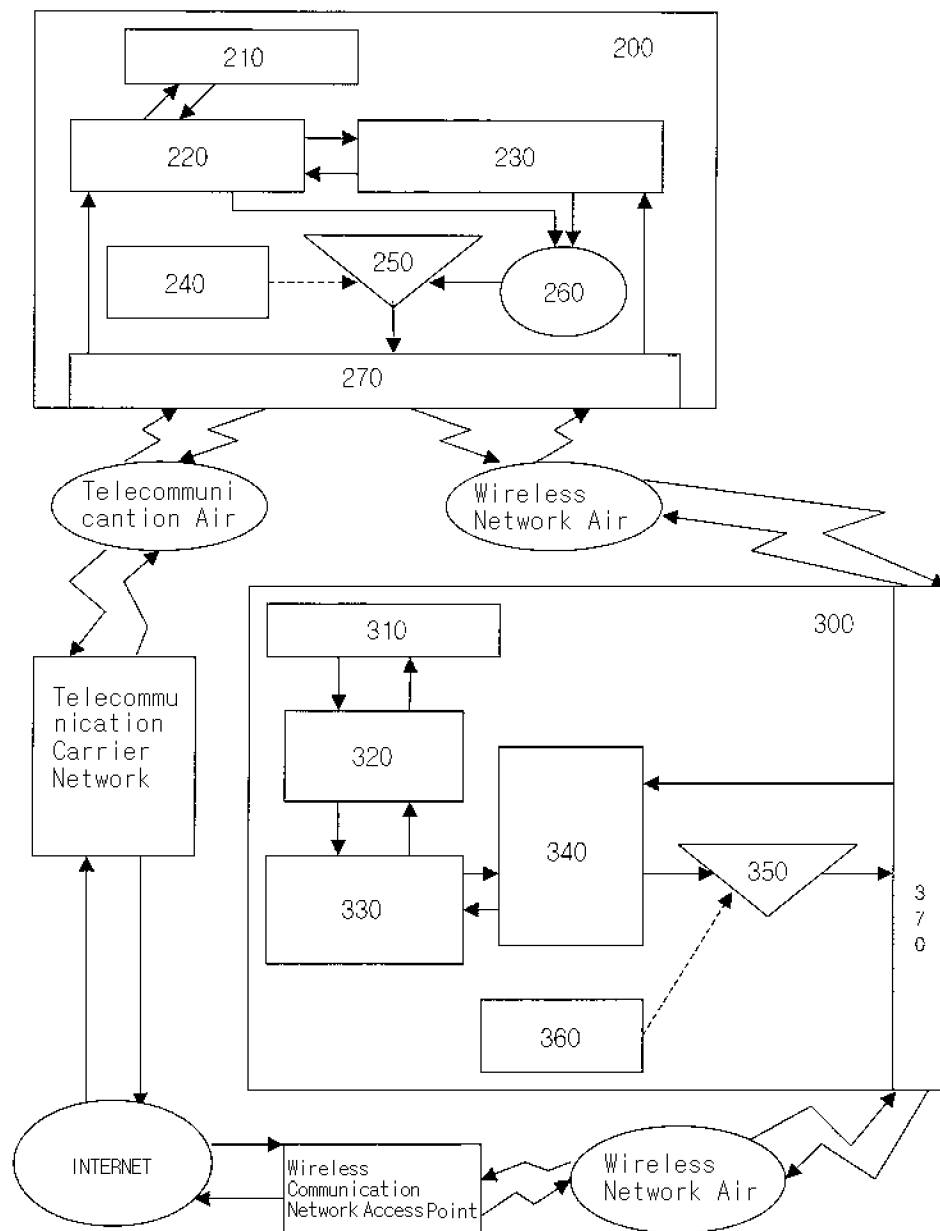 200
210
220
230
240
250
260
270
Telecommuni
cantion Air
Wireless
Network Air
300
310
Telecommu
nication
Carrier
Network
320
340
350
330
3
7
0
360
INTERNET
Wireless
Communication
Network Access Point
Wireless
Network Air